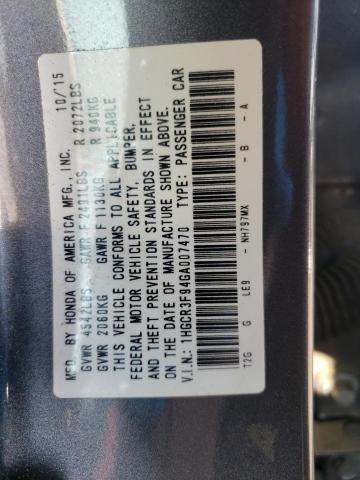 MFD BY HONDA OF AMERICA MFG., INC. 10/15
GVWR 4542LBS GAWR F 2491LBS R 2072LBS
GVWR 2060KG GAWR F 1130KG R 940KG
THIS VEHICLE CONFORMS TO ALL APPLICABLE
FEDERAL MOTOR VEHICLE SAFETY, BUMPER,
AND THEFT PREVENTION STANDARDS IN EFFECT
ON THE DATE OF MANUFACTURE SHOWN ABOVE.
V.I.N.: 1HGCR3F94GA007470 TYPE: PASSENGER CAR
T2G G LE9 - NH797MX - B - A